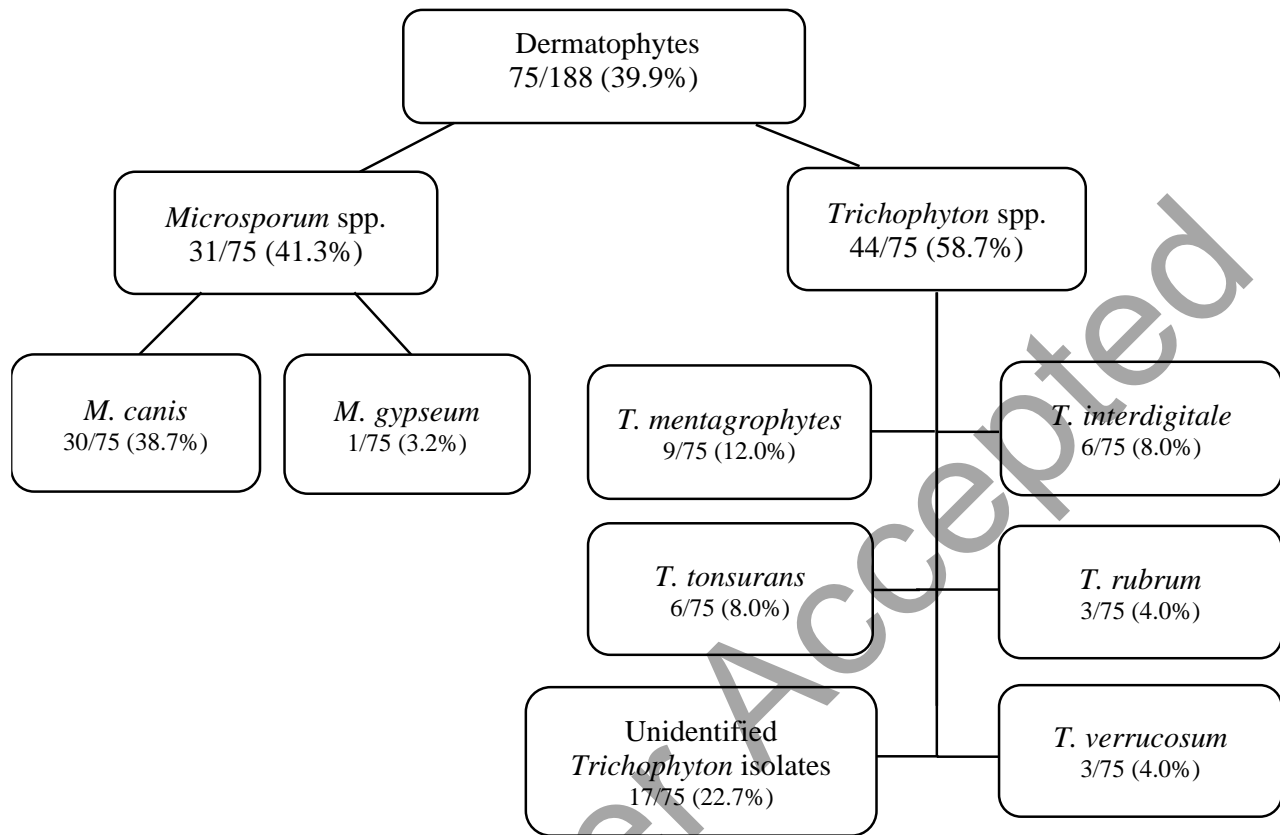 Dermatophytes
75/188 (39.9%)
Microsporum spp.
31/75 (41.3%)
Trichophyton spp.
44/75 (58.7%)
M. canis
30/75 (38.7%)
M. gypseum
1/75 (3.2%)
T. mentagrophytes
9/75 (12.0%)
T. interdigitale
6/75 (8.0%)
T. tonsurans
6/75 (8.0%)
T. rubrum
3/75 (4.0%)
Unidentified
Trichophyton isolates
17/75 (22.7%)
T. verrucosum
3/75 (4.0%)
er Accepted